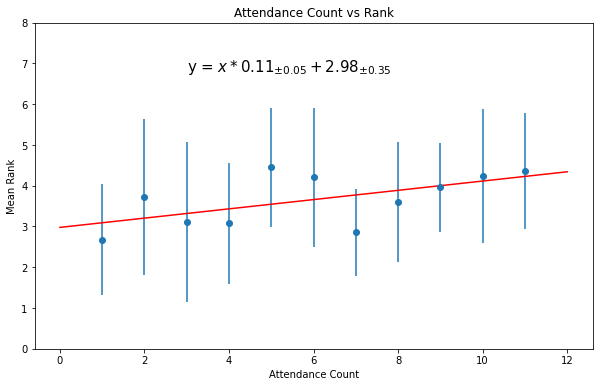 Attendance Count vs Rank
y = x * 0.11±0.05 + 2.98±0.35
Mean Rank
8
7
6
5
4
3
2
1
0
0 2 4 6 8 10 12
Attendance Count